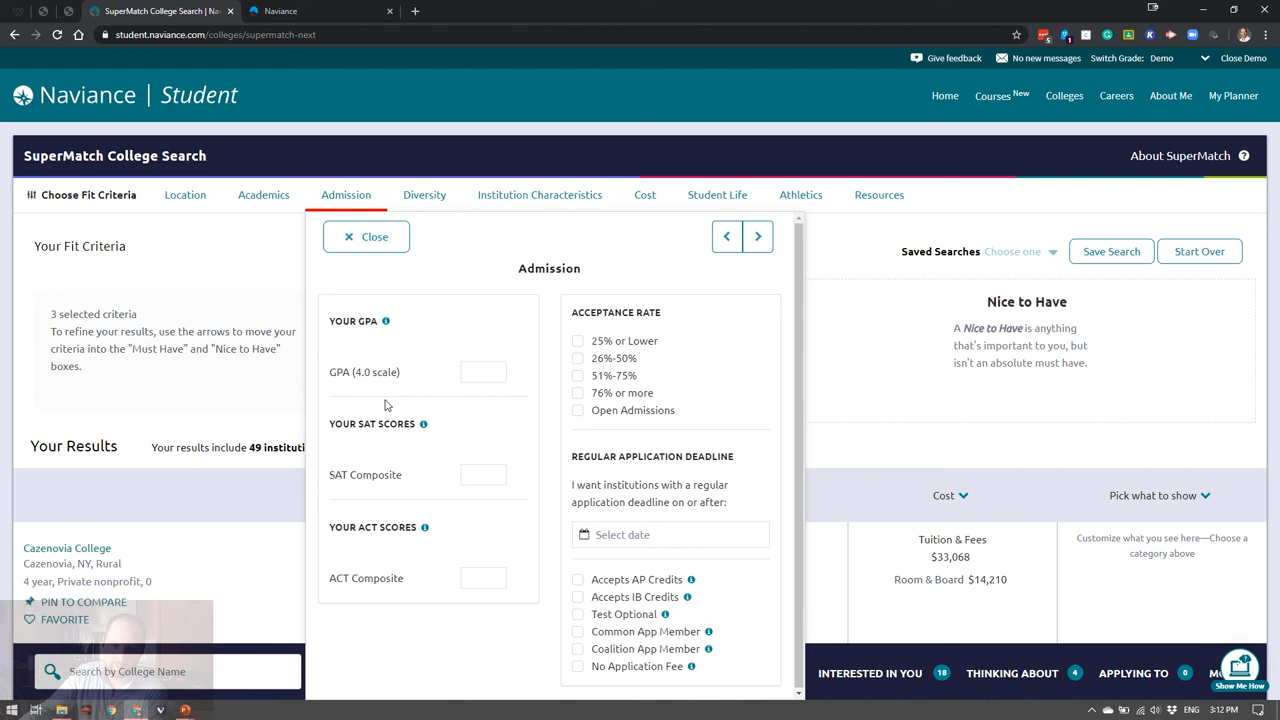 SuperMatch College Search | Nav
Naviance
student.naviance.com/colleges/supermatch-next
Give feedback
No new messages
Switch Grade: Demo
Close Demo
Naviance | Student
Home
Courses New
Colleges
Careers
About Me
My Planner
SuperMatch College Search
About SuperMatch
Choose Fit Criteria
Location
Academics
Admission
Diversity
Institution Characteristics
Cost
Student Life
Athletics
Resources
Your Fit Criteria
3 selected criteria
To refine your results, use the arrows to move your
criteria into the "Must Have" and "Nice to Have"
boxes.
Close
Admission
YOUR GPA
GPA (4.0 scale)
YOUR SAT SCORES
SAT Composite
YOUR ACT SCORES
ACT Composite
ACCEPTANCE RATE
25% or Lower
26%-50%
51%-75%
76% or more
Open Admissions
REGULAR APPLICATION DEADLINE
I want institutions with a regular
application deadline on or after:
Select date
Accepts AP Credits
Accepts IB Credits
Test Optional
Common App Member
Coalition App Member
No Application Fee
Saved Searches
Choose one
Save Search
Start Over
Nice to Have
A Nice to Have is anything
that's important to you, but
isn't an absolute must have.
Your Results
Your results include 49 instituti
Cost
Pick what to show
Cazenovia College
Cazenovia, NY, Rural
4 year, Private nonprofit, 0
PIN TO COMPARE
FAVORITE
Tuition & Fees
$33,068
Room & Board $14,210
Customize what you see here—Choose a
category above
Search by College Name
INTERESTED IN YOU 18
THINKING ABOUT 4
APPLYING TO 0
Show Me How
3:12 PM